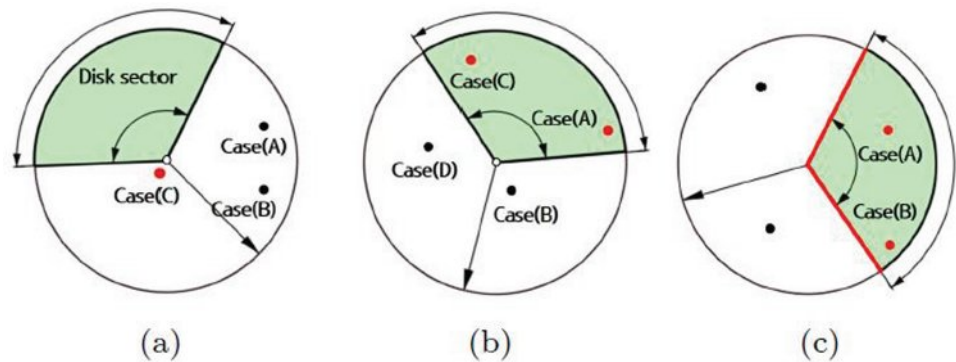 Disk sector
Case(A)
Case(C)
Case(B)
(a)
Case(C)
Case(A)
Case(D)
Case(B)
(b)
Case(A)
Case(B)
(c)